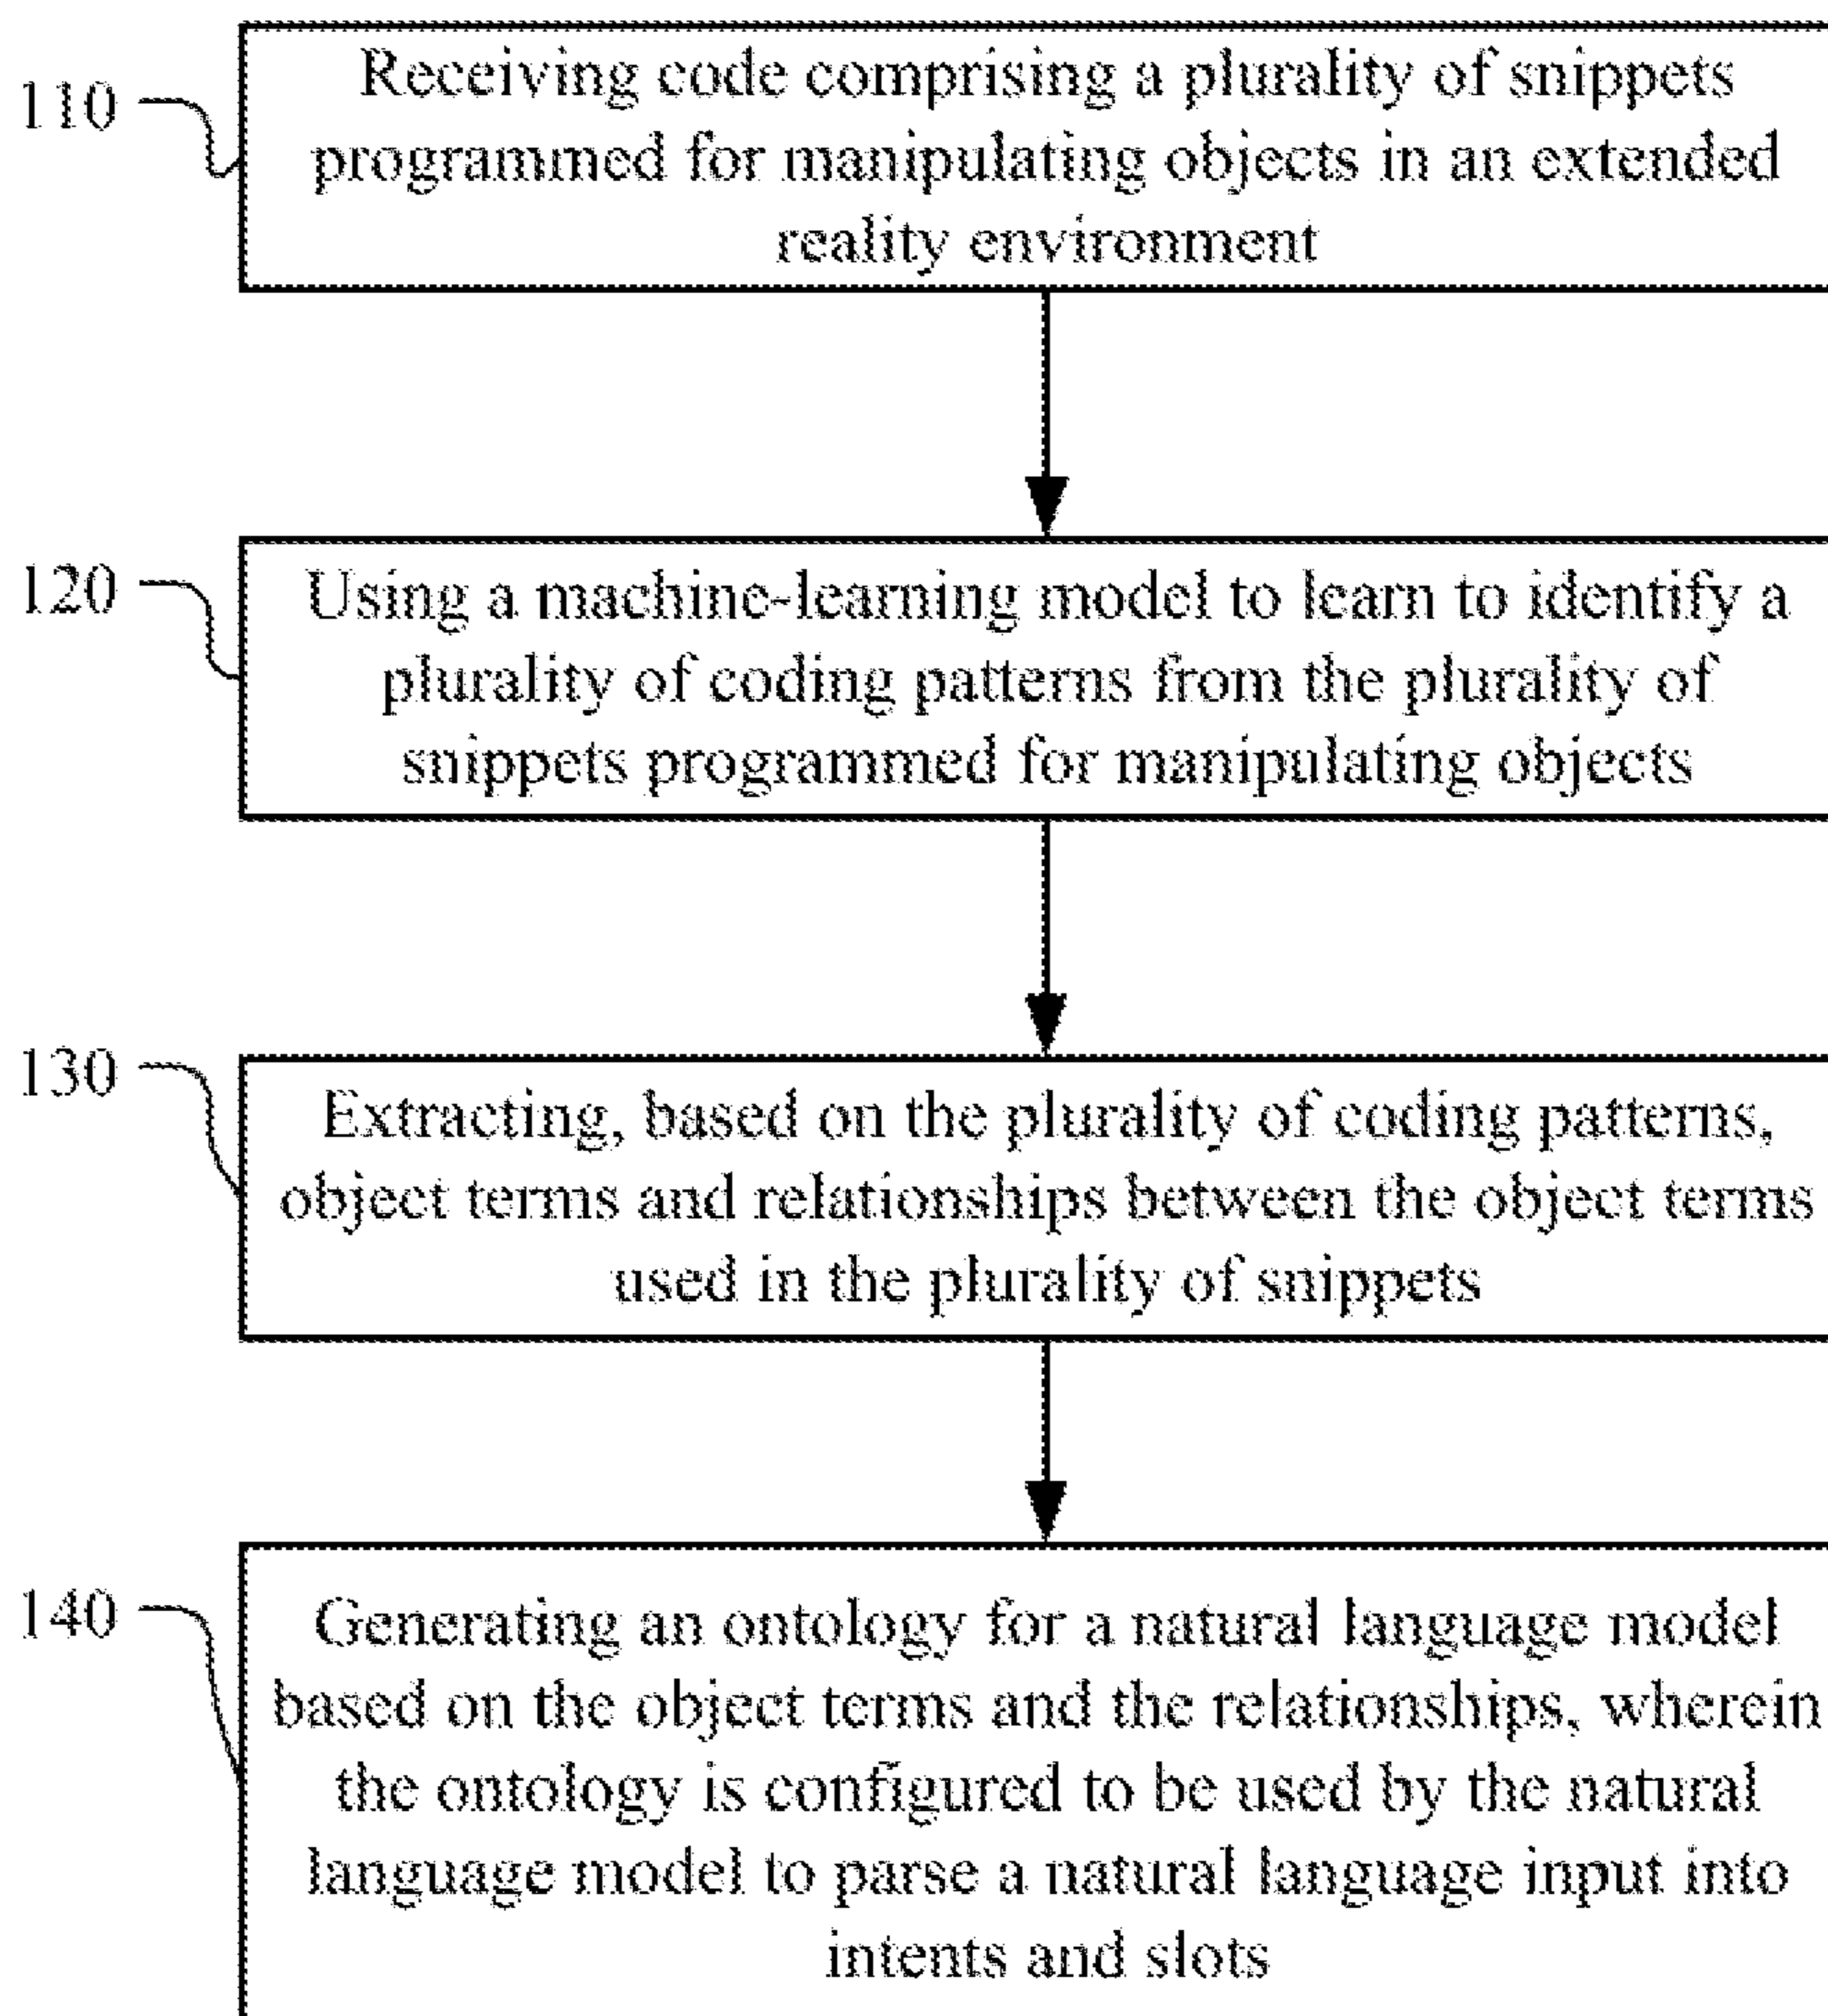 110
Receiving code comprising a plurality of snippets
programmed for manipulating objects in an extended
reality environment
120
Using a machine-learning model to learn to identify a
plurality of coding patterns from the plurality of
snippets programmed for manipulating objects
130
Extracting, based on the plurality of coding patterns,
object terms and relationships between the object terms
used in the plurality of snippets
140
Generating an ontology for a natural language model
based on the object terms and the relationships, wherein
the ontology is configured to be used by the natural
language model to parse a natural language input into
intents and slots